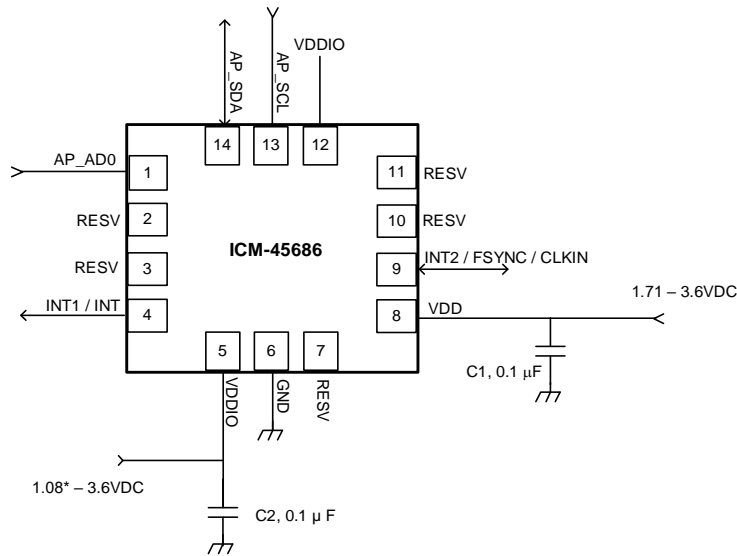 AP_SDA
AP_SCL
VDDIO
14
13
12
AP_AD0
1
11
RESV
RESV
2
10
RESV
ICM-45686
RESV
3
9
INT2 / FSYNC / CLKIN
INT1 / INT
4
8
VDD
1.71 – 3.6VDC
5
6
7
VDDIO
GND
RESV
C1, 0.1 μF
1.08* – 3.6VDC
C2, 0.1 μ F